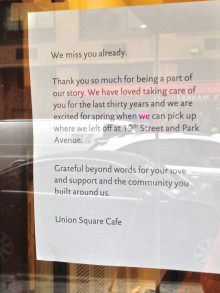 We miss you already.
Thank you so much for being a part of
our story. We have loved taking care of
you for the last thirty years and we are
excited for spring when we can pick up
where we left off at Street and Park
Avenue.
Grateful beyond words for your love
and support and the community you
built around us.
Union Square Cafe